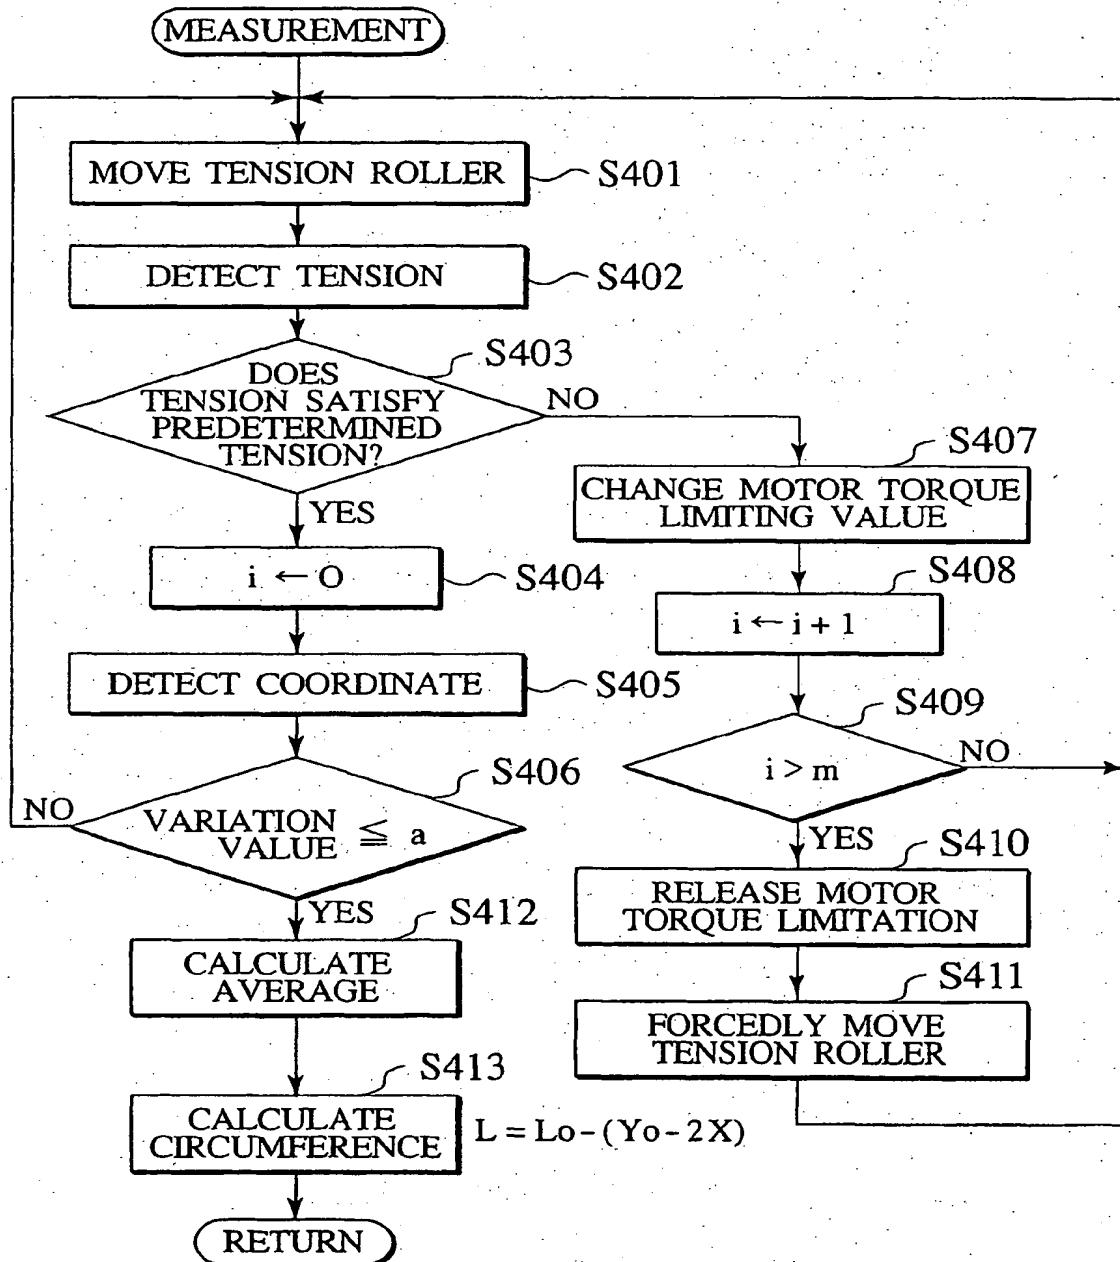 MEASUREMENT
MOVE TENSION ROLLER
S401
DETECT TENSION
S402
S403
DOES
TENSION SATISFY
PREDETERMINED
TENSION?
NO
YES
S407
CHANGE MOTOR TORQUE
LIMITING VALUE
i ← O
S404
S408
i ← i + 1
DETECT COORDINATE
S405
S409
i > m
NO
YES
S406
NO
VARIATION
VALUE ≦ a
YES
S410
RELEASE MOTOR
TORQUE LIMITATION
S412
CALCULATE
AVERAGE
S411
FORCEDLY MOVE
TENSION ROLLER
S413
CALCULATE
CIRCUMFERENCE
L = Lo - (Yo - 2X)
RETURN